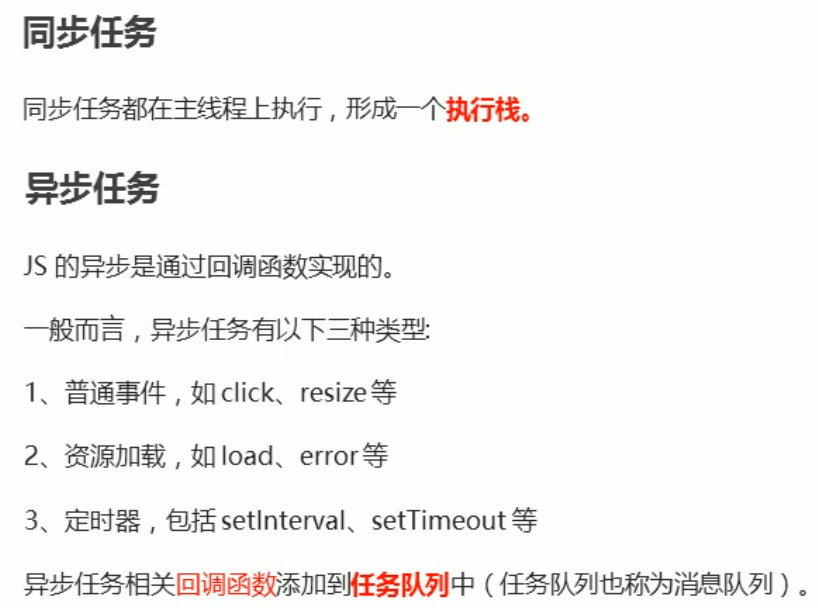 同步任务
同步任务都在主线程上执行，形成一个执行栈。
异步任务
JS 的异步是通过回调函数实现的。
一般而言，异步任务有以下三种类型:
1、普通事件，如 click、resize 等
2、资源加载，如 load、error 等
3、定时器，包括 setInterval、setTimeout 等
异步任务相关回调函数添加到任务队列中（任务队列也称为消息队列）。